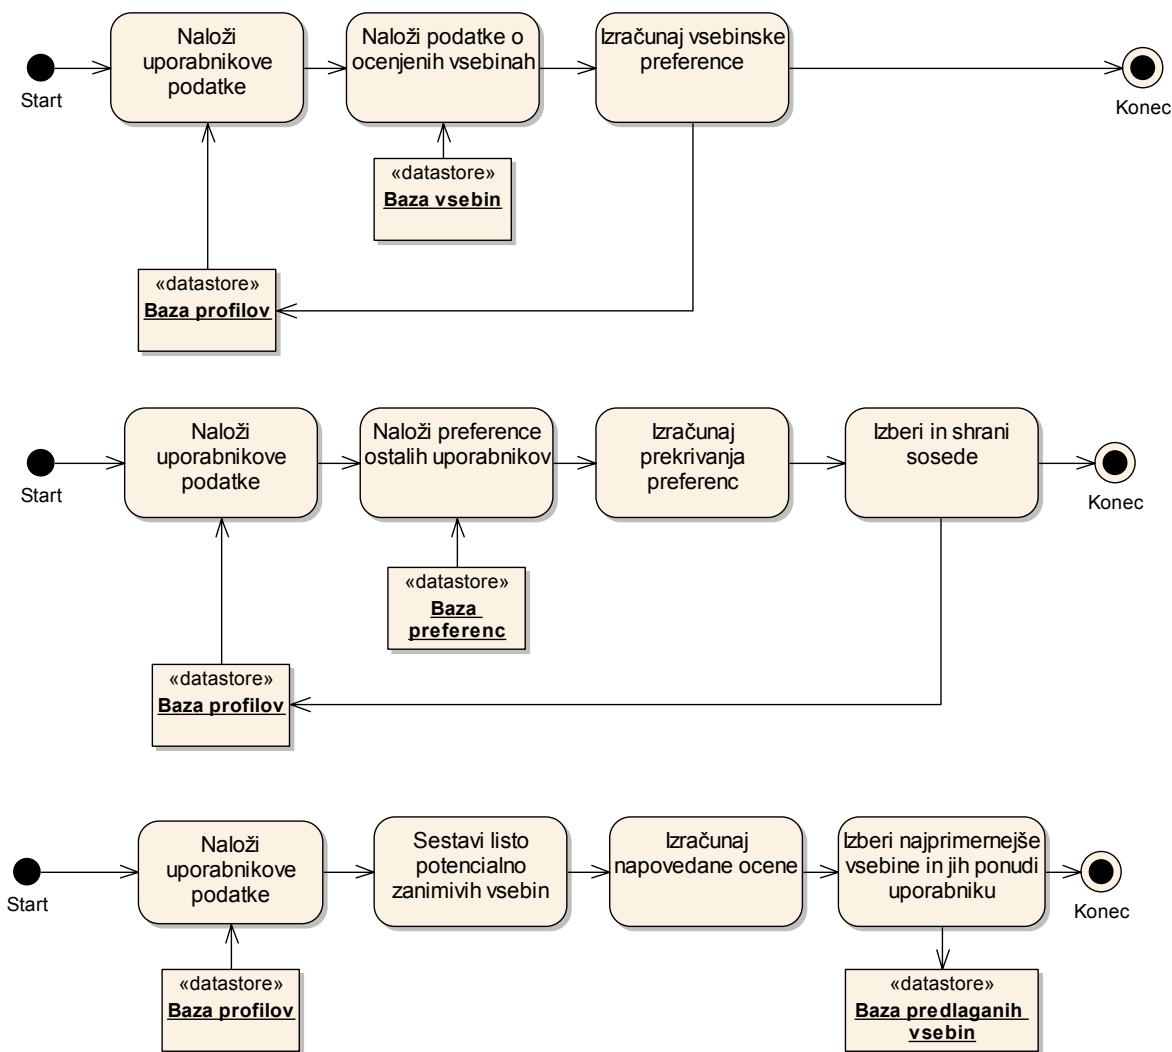 Naloži
uporabnikove
podatke
Naloži podatke o
ocenjenih vsebinah
Izračunaj vsebinske
preference
Start
Konec
«datastore»
Baza vsebin
«datastore»
Baza profilov
Naloži
uporabnikove
podatke
Naloži preference
ostalih uporabnikov
Izračunaj
prekrivanja
preferenc
Izberi in shrani
sosede
Start
Konec
«datastore»
Baza
preferenc
«datastore»
Baza profilov
Naloži
uporabnikove
podatke
Sestavi listo
potencialno
zanimivih vsebin
Izračunaj
napovedane ocene
Izberi najprimernejše
vsebine in jih ponudi
uporabniku
Start
Konec
«datastore»
Baza profilov
«datastore»
Baza predlaganih
vsebin